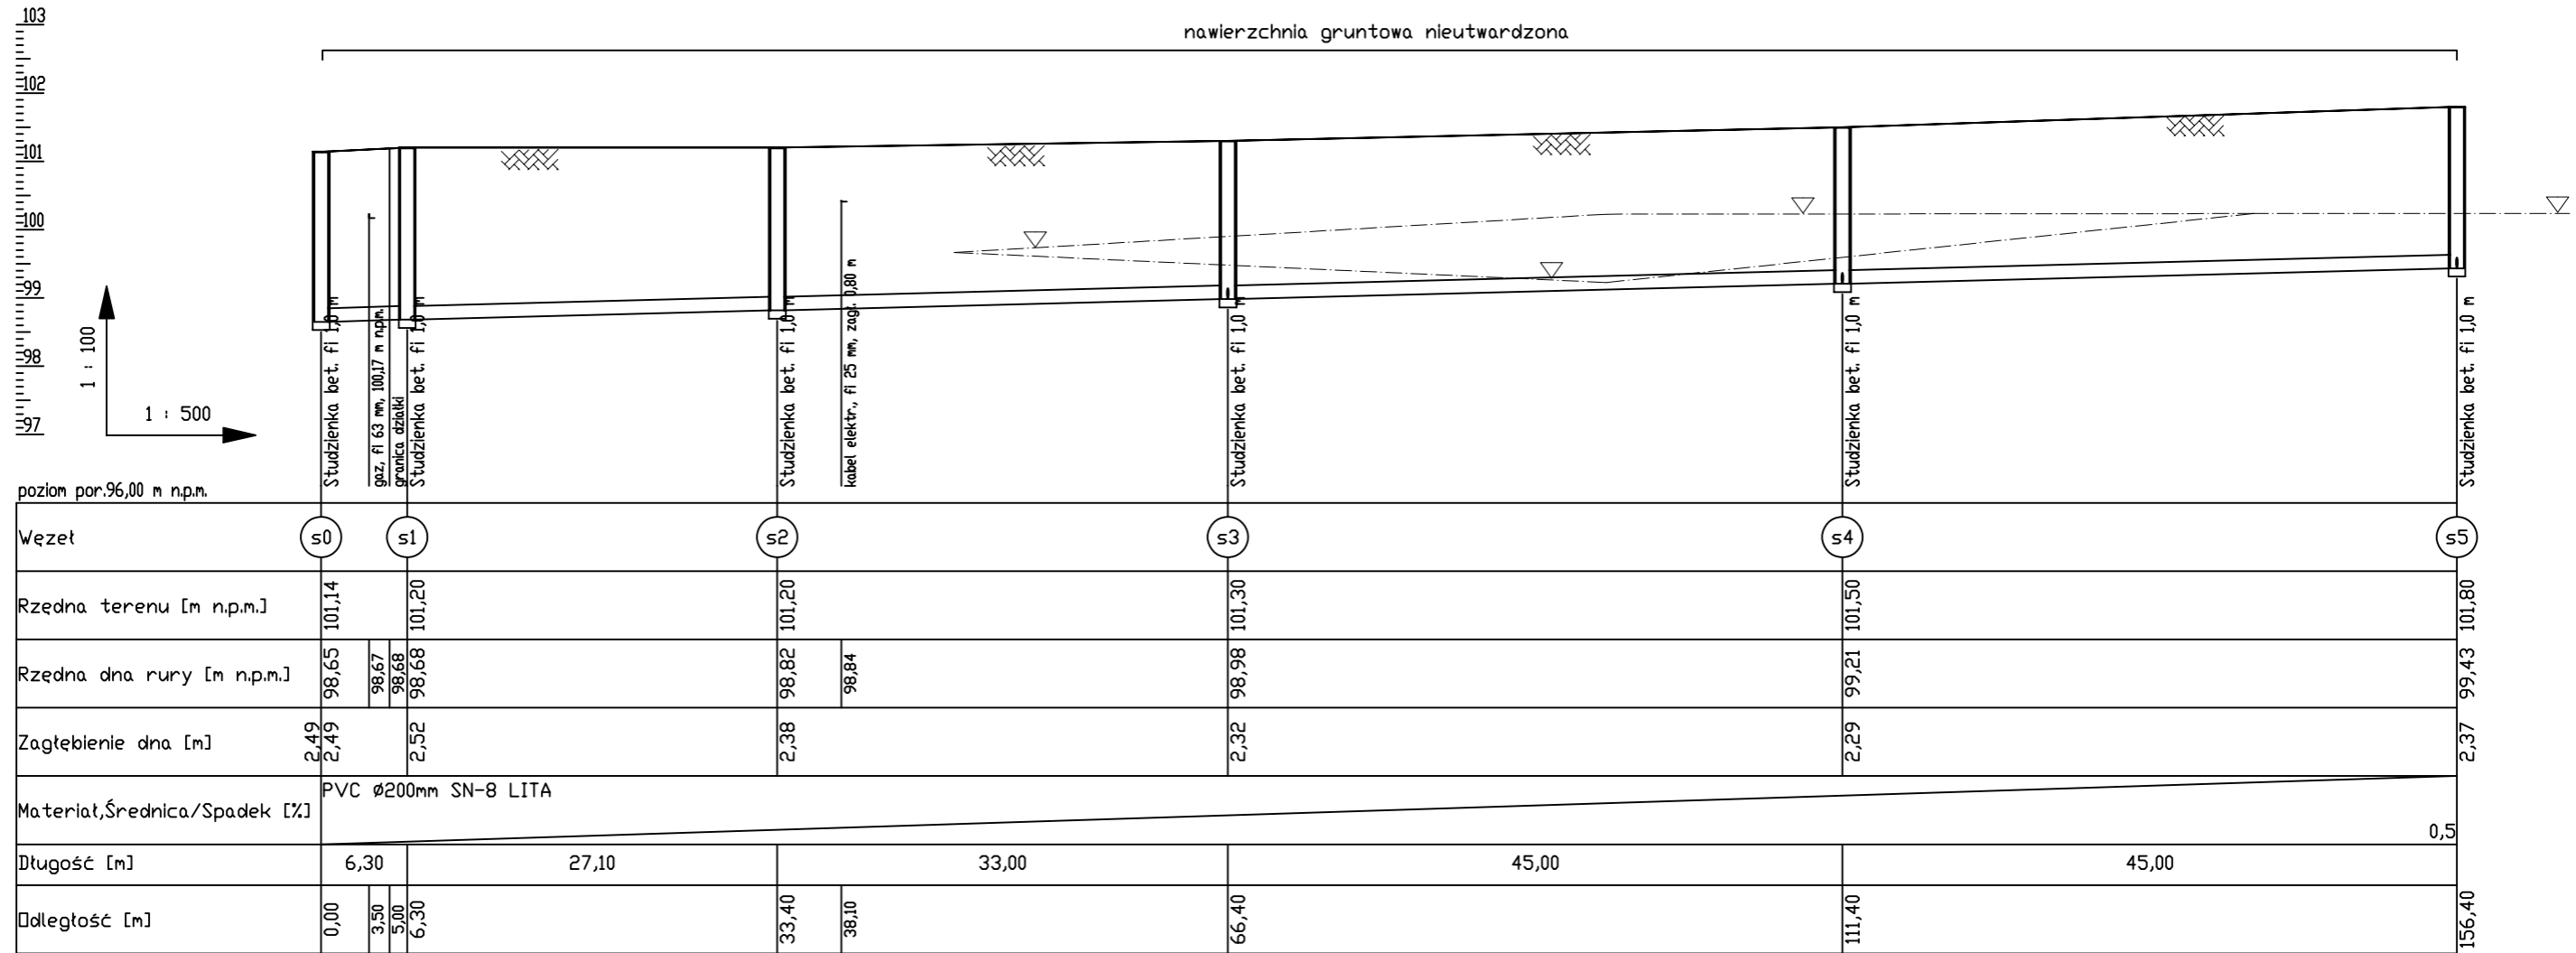 nawierzchnia gruntowa nieutwardzona
103
102
101
100
99
98
97
1 : 100
1 : 500
poziom por.96,00 m n.p.m.
Studzienka bet. fi 1,0 m
gaz, fi 63 mm, 100,17 m n.p.m.
granica działki
Studzienka bet. fi 1,0 m
Studzienka bet. fi 1,0 m
kabel elektr., fi 25 mm, zagł. 0,80 m
Studzienka bet. fi 1,0 m
Studzienka bet. fi 1,0 m
Studzienka bet. fi 1,0 m
Węzeł s0 s1 s2 s3 s4 s5
Rzędna terenu [m n.p.m.] 101,14 101,20 101,20 101,30 101,50 101,80
Rzędna dna rury [m n.p.m.] 98,65 98,67 98,68 98,68 98,82 98,84 98,98 99,21 99,43
Zagłębienie dna [m] 2,49 2,49 2,52 2,38 2,32 2,29 2,37
Materiał,Średnica/Spadek [%] PVC Ø200mm SN-8 LITA 0,5
Długość [m] 6,30 27,10 33,00 45,00 45,00
Odległość [m] 0,00 3,50 5,00 6,30 33,40 38,10 66,40 111,40 156,40